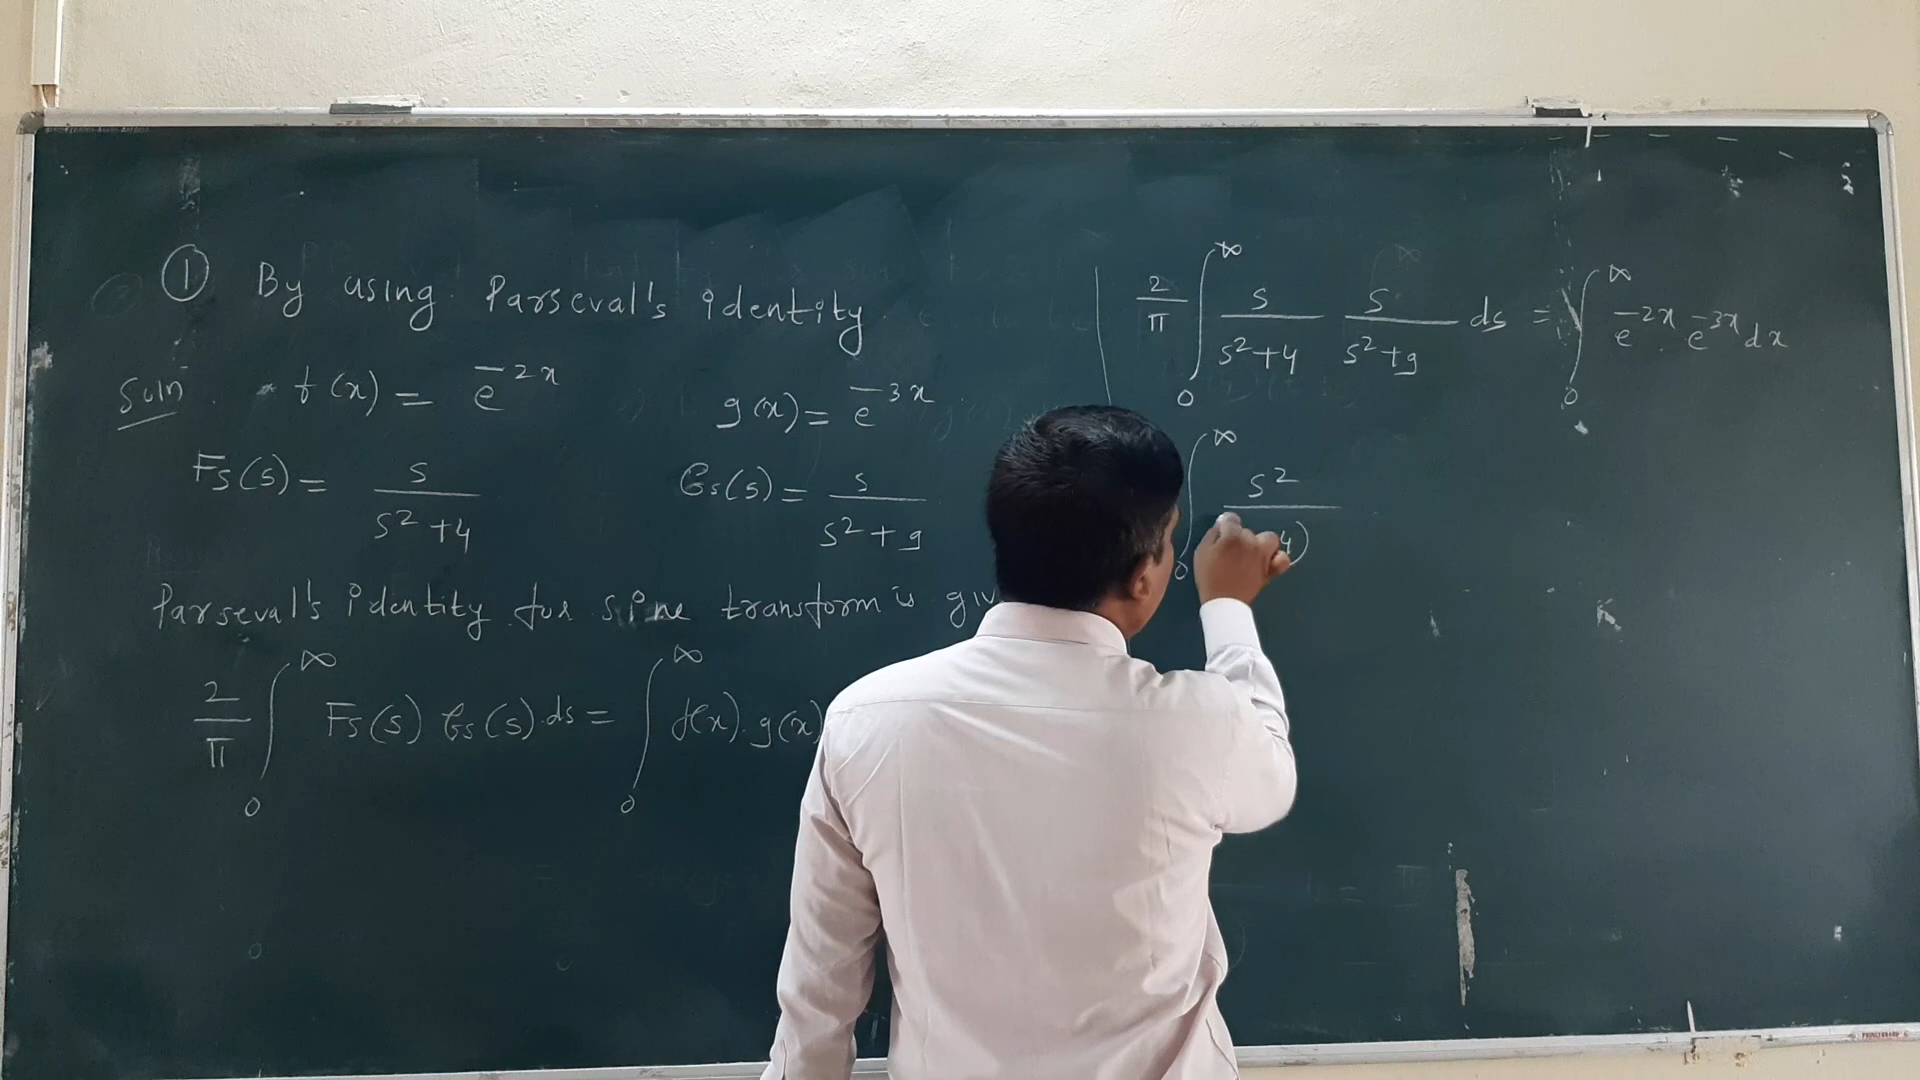 ① By using Parseval's identity
Soln f(x) = e^-2x g(x) = e^-3x
Fs(s) = s/(s²+4) Gs(s) = s/(s²+9)
Parseval's identity for sine transform is giv
2/π ∫₀^∞ Fs(s) Gs(s) ds = ∫₀^∞ f(x) . g(x)
2/π ∫₀^∞ s/(s²+4) s/(s²+9) ds = ∫₀^∞ e^-2x . e^-3x dx
∫₀^∞ s²/ 4)